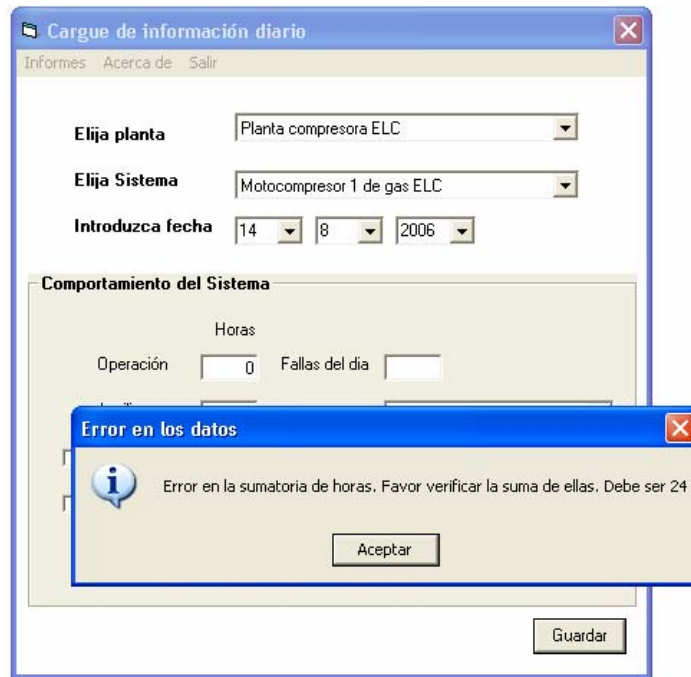 Cargue de información diario
Informes Acerca de Salir
Elija planta Planta compresora ELC
Elija Sistema Motocompresor 1 de gas ELC
Introduzca fecha 14 8 2006
Comportamiento del Sistema
Horas
Operación 0 Fallas del dia
Error en los datos
Error en la sumatoria de horas. Favor verificar la suma de ellas. Debe ser 24
Aceptar
Guardar